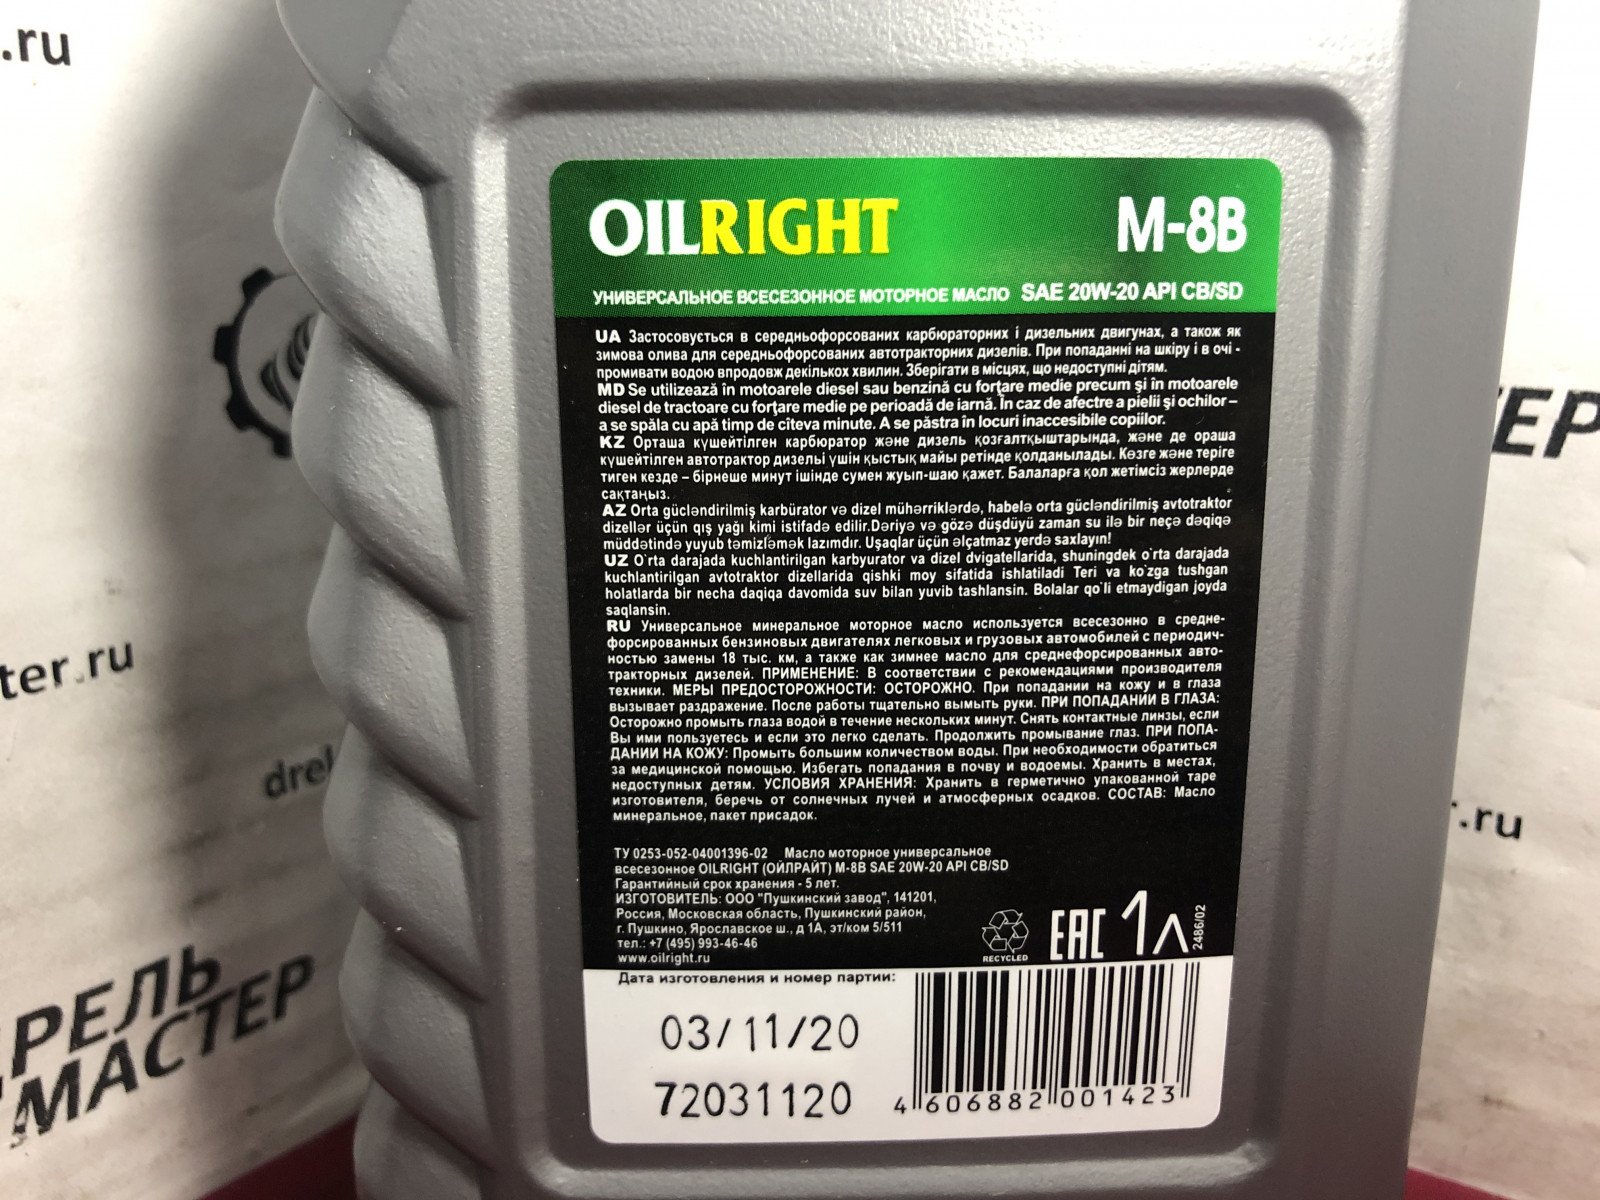 .ru
OILRIGHT M-8В
УНИВЕРСАЛЬНОЕ ВСЕСЕЗОННОЕ МОТОРНОЕ МАСЛО SAE 20W-20 API CB/SD
UA Застосовується в середньофорсованих карбюраторних і дизельних двигунах, а також як
зимова олива для середньофорсованих автотракторних дизелів. При попаданні на шкіру і в очі -
промивати водою впродовж декількох хвилин. Зберігати в місцях, що недоступні дітям.
MD Se utilizează în motoarele diesel sau benzină cu forţare medie precum şi în motoarele
diesel de tractoare cu forţare medie pe perioadă de iarnă. În caz de afectre a pielii şi ochilor –
a se spăla cu apă timp de cîteva minute. A se păstra în locuri inaccesibile copiilor.
KZ Орташа күшейтілген карбюратор және дизель қозғалтқыштарында, және де ораша
күшейтілген автотрактор дизельі үшін қыстық майы ретінде қолданылады. Көзге және теріге
тиген кезде – бірнеше минут ішінде сумен жуып-шаю қажет. Балаларға қол жетімсіз жерлерде
сақтаңыз.
AZ Orta gücləndirilmiş karbürator və dizel mühərriklərdə, habelə orta gücləndirilmiş avtotraktor
dizellər üçün qış yağı kimi istifadə edilir.Dəriyə və gözə düşdüyü zaman su ilə bir neçə dəqiqə
müddətində yuyub təmizləmək lazımdır. Uşaqlar üçün əlçatmaz yerdə saxlayın!
UZ O`rta darajada kuchlantirilgan karbyurator va dizel dvigatellarida, shuningdek o`rta darajada
kuchlantirilgan avtotraktor dizellarida qishki moy sifatida ishlatiladi Teri va ko`zga tushgan
holatlarda bir necha daqiqa davomida suv bilan yuvib tashlansin. Bolalar qo`li etmaydigan joyda
saqlansin.
RU Универсальное минеральное моторное масло используется всесезонно в средне-
форсированных бензиновых двигателях легковых и грузовых автомобилей с периодич-
ностью замены 18 тыс. км, а также как зимнее масло для среднефорсированных авто-
тракторных дизелей. ПРИМЕНЕНИЕ: В соответствии с рекомендациями производителя
техники. МЕРЫ ПРЕДОСТОРОЖНОСТИ: ОСТОРОЖНО. При попадании на кожу и в глаза
вызывает раздражение. После работы тщательно вымыть руки. ПРИ ПОПАДАНИИ В ГЛАЗА:
Осторожно промыть глаза водой в течение нескольких минут. Снять контактные линзы, если
Вы ими пользуетесь и если это легко сделать. Продолжить промывание глаз. ПРИ ПОПА-
ДАНИИ НА КОЖУ: Промыть большим количеством воды. При необходимости обратиться
за медицинской помощью. Избегать попадания в почву и водоемы. Хранить в местах,
недоступных детям. УСЛОВИЯ ХРАНЕНИЯ: Хранить в герметично упакованной таре
изготовителя, беречь от солнечных лучей и атмосферных осадков. СОСТАВ: Масло
минеральное, пакет присадок.
ТУ 0253-052-04001396-02 Масло моторное универсальное
всесезонное OILRIGHT (ОЙЛРАЙТ) М-8В SAE 20W-20 API CB/SD
Гарантийный срок хранения - 5 лет.
ИЗГОТОВИТЕЛЬ: ООО "Пушкинский завод", 141201,
Россия, Московская область, Пушкинский район,
г. Пушкино, Ярославское ш., д 1А, эт/ком 5/511
тел.: +7 (495) 993-46-46
www.oilright.ru
RECYCLED
EAC 1л
2486/02
Дата изготовления и номер партии:
03/11/20
72031120
4 606882 001423
ter.ru
drel
РЕЛЬ
МАСТЕР
ТЕР
r.ru